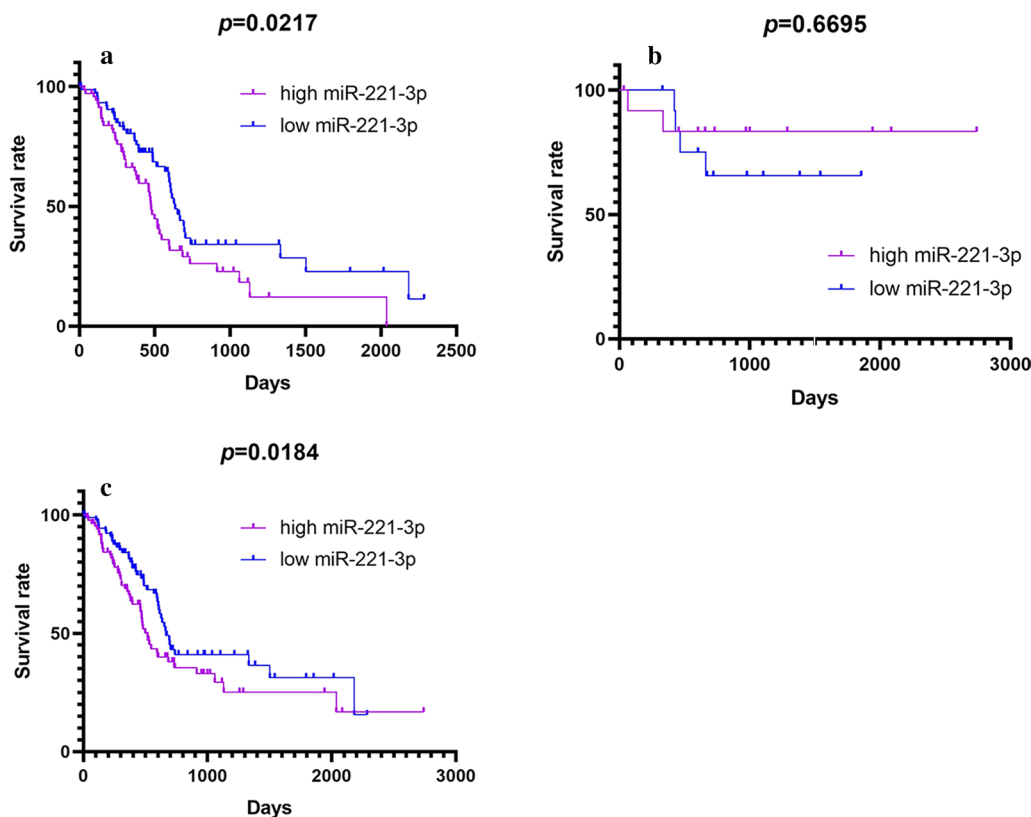 p=0.0217
a
high miR-221-3p
low miR-221-3p
Survival rate
100
50
0
0 500 1000 1500 2000 2500
Days
p=0.6695
b
high miR-221-3p
low miR-221-3p
Survival rate
100
50
0
0 1000 2000 3000
Days
p=0.0184
c
high miR-221-3p
low miR-221-3p
Survival rate
100
50
0
0 1000 2000 3000
Days